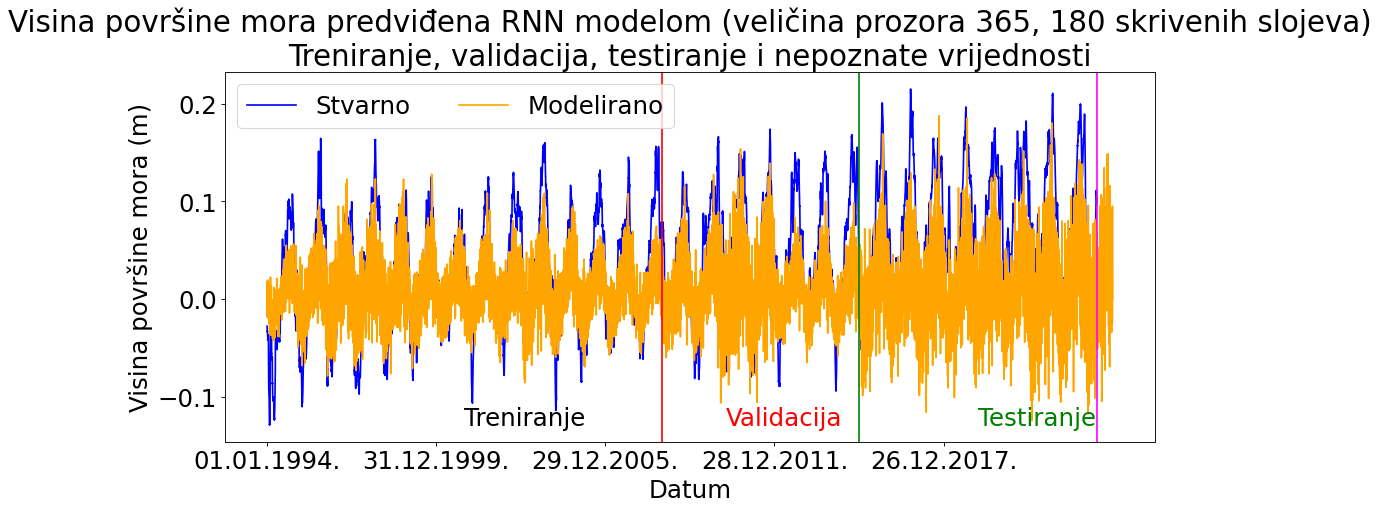 Visina površine mora predviđena RNN modelom (veličina prozora 365, 180 skrivenih slojeva)
Treniranje, validacija, testiranje i nepoznate vrijednosti
Stvarno Modelirano
Visina površine mora (m)
0.2
0.1
0.0
−0.1
Treniranje Validacija Testiranje
01.01.1994. 31.12.1999. 29.12.2005. 28.12.2011. 26.12.2017.
Datum